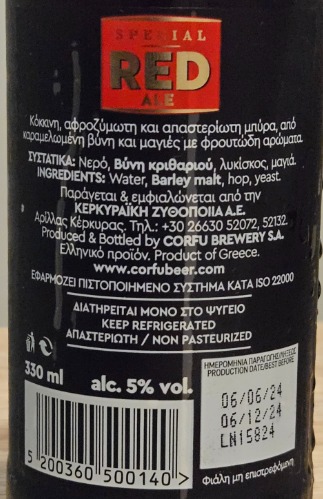 SPECIAL
RED
ALE
Κόκκινη, αφροζύμωτη και απαστερίωτη μπύρα, από
καραμελωμένη βύνη και μαγιές με φρουτώδη αρώματα.
ΣΥΣΤΑΤΙΚΑ: Νερό, Βύνη κριθαριού, λυκίσκος, μαγιά.
INGREDIENTS: Water, Barley malt, hop, yeast.
Παράγεται & εμφιαλώνεται από την
ΚΕΡΚΥΡΑΪΚΗ ΖΥΘΟΠΟΙΙΑ Α.Ε.
Αρίλλας Κέρκυρας. Τηλ.: +30 26630 52072, 52132.
Produced & Bottled by CORFU BREWERY S.A.
Ελληνικό προϊόν. Product of Greece.
www.corfubeer.com
ΕΦΑΡΜΟΖΕΙ ΠΙΣΤΟΠΟΙΗΜΕΝΟ ΣΥΣΤΗΜΑ ΚΑΤΑ ISO 22000
ΔΙΑΤΗΡΕΙΤΑΙ ΜΟΝΟ ΣΤΟ ΨΥΓΕΙΟ
KEEP REFRIGERATED
ΑΠΑΣΤΕΡΙΩΤΗ / NON PASTEURIZED
330 ml
alc. 5% vol.
ΗΜΕΡΟΜΗΝΙΑ ΠΑΡΑΓΩΓΗΣ/ΛΗΞΕΩΣ
PRODUCTION DATE/BEST BEFORE
06/06/24
06/12/24
LN15824
5 200360 500140 >
Φιάλη μη επιστρεφόμενη